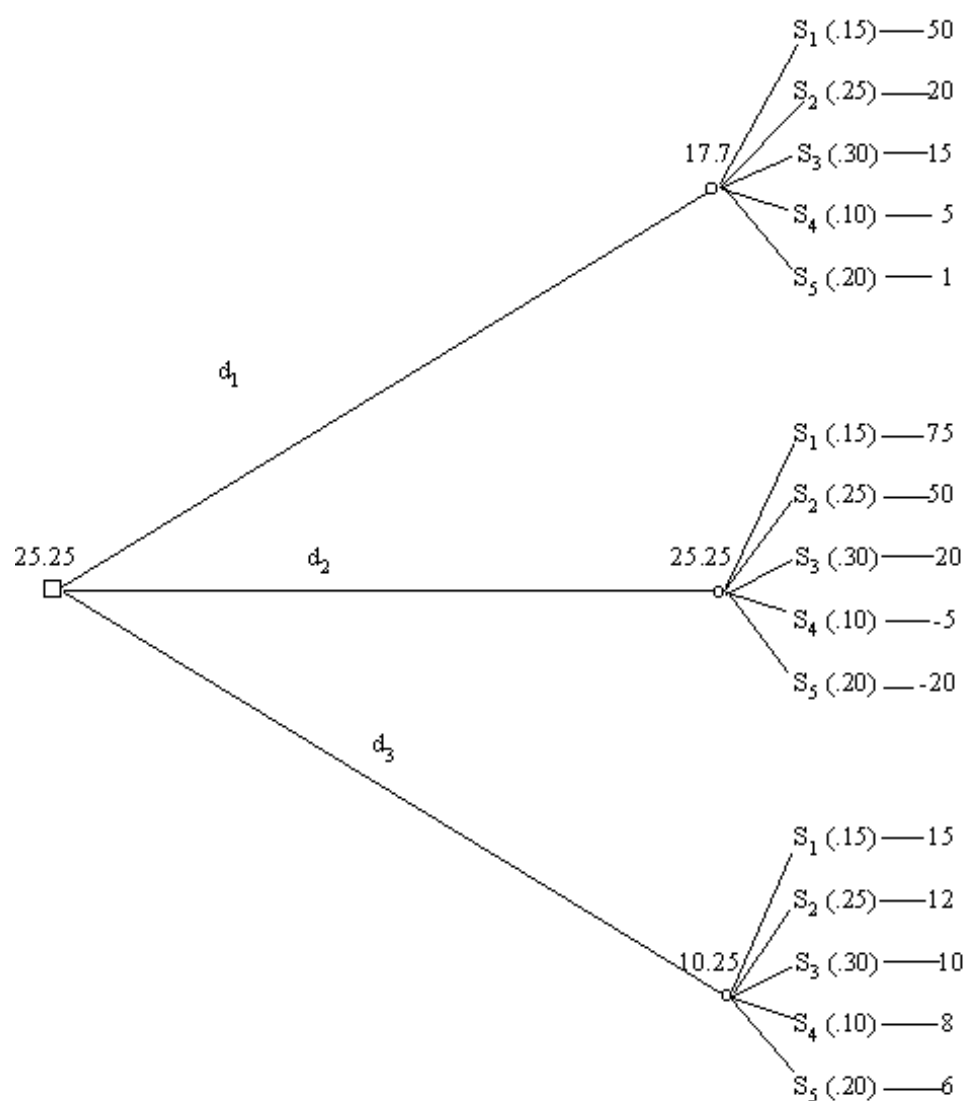 S₁ (.15) 50
S₂ (.25) 20
17.7 S₃ (.30) 15
S₄ (.10) 5
S₅ (.20) 1
d₁
S₁ (.15) 75
S₂ (.25) 50
25.25 d₂ 25.25 S₃ (.30) 20
S₄ (.10) -5
S₅ (.20) -20
d₃
S₁ (.15) 15
S₂ (.25) 12
10.25 S₃ (.30) 10
S₄ (.10) 8
S₅ (.20) 6